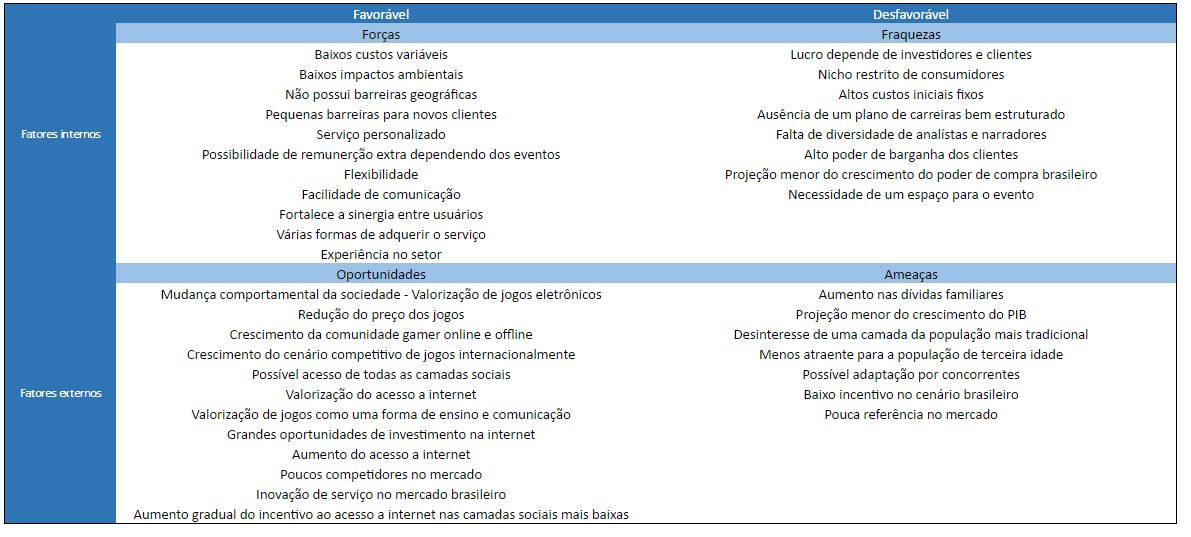 Favorável Desfavorável
Forças Fraquezas
Baixos custos variáveis Lucro depende de investidores e clientes
Baixos impactos ambientais Nicho restrito de consumidores
Não possui barreiras geográficas Altos custos iniciais fixos
Pequenas barreiras para novos clientes Ausência de um plano de carreiras bem estruturado
Fatores internos Serviço personalizado Falta de diversidade de analístas e narradores
Possibilidade de remunerção extra dependendo dos eventos Alto poder de barganha dos clientes
Flexibilidade Projeção menor do crescimento do poder de compra brasileiro
Facilidade de comunicação Necessidade de um espaço para o evento
Fortalece a sinergia entre usuários
Várias formas de adquerir o serviço
Experiência no setor
Oportunidades Ameaças
Mudança comportamental da sociedade - Valorização de jogos eletrônicos Aumento nas dívidas familiares
Redução do preço dos jogos Projeção menor do crescimento do PIB
Crescimento da comunidade gamer online e offline Desinteresse de uma camada da população mais tradicional
Crescimento do cenário competitivo de jogos internacionalmente Menos atraente para a população de terceira idade
Possível acesso de todas as camadas sociais Possível adaptação por concorrentes
Fatores externos Valorização do acesso a internet Baixo incentivo no cenário brasileiro
Valorização de jogos como uma forma de ensino e comunicação Pouca referência no mercado
Grandes oportunidades de investimento na internet
Aumento do acesso a internet
Poucos competidores no mercado
Inovação de serviço no mercado brasileiro
Aumento gradual do incentivo ao acesso a internet nas camadas sociais mais baixas